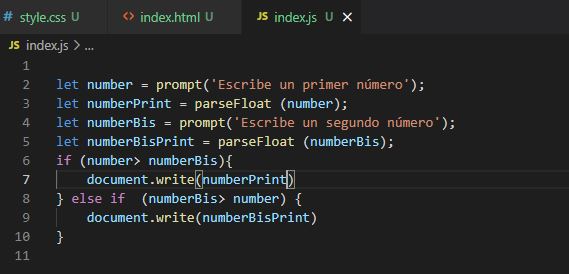 # style.css U <> index.html U JS index.js U ×
JS index.js > ...
1
2 let number = prompt('Escribe un primer número');
3 let numberPrint = parseFloat (number);
4 let numberBis = prompt('Escribe un segundo número');
5 let numberBisPrint = parseFloat (numberBis);
6 if (number> numberBis){
7     document.write(numberPrint)
8 } else if  (numberBis> number) {
9     document.write(numberBisPrint)
10 }
11